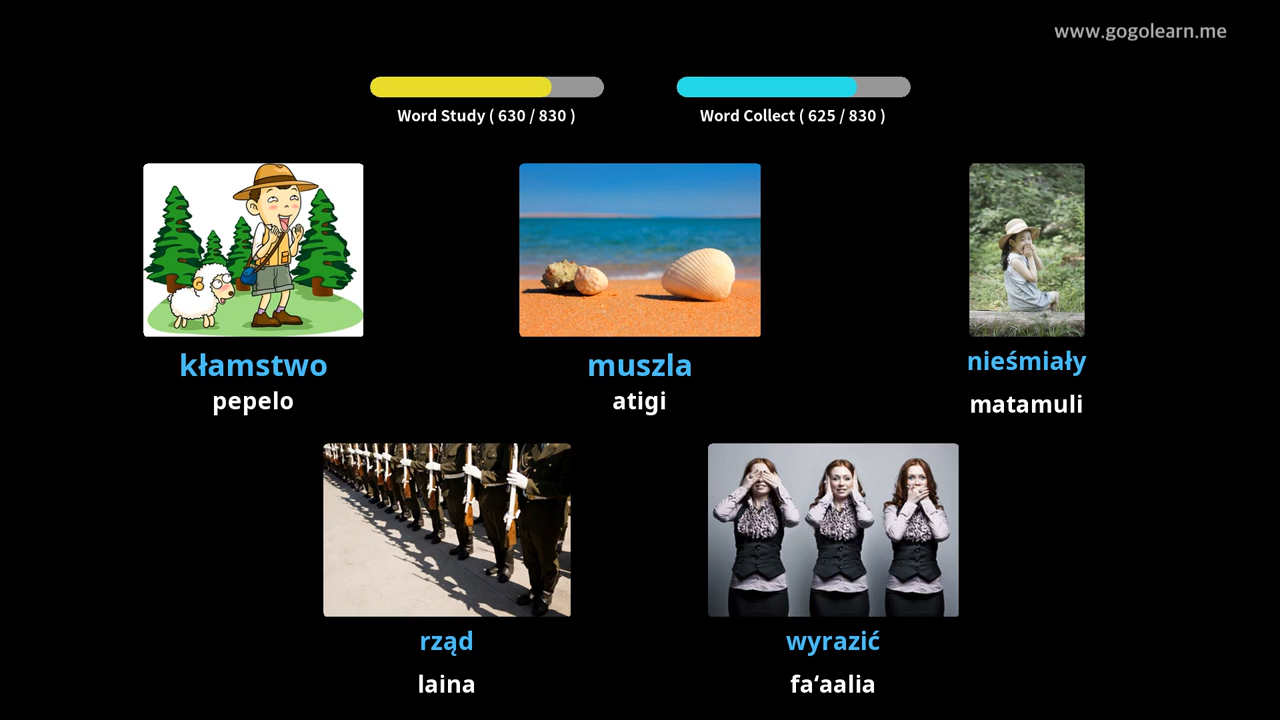 www.gogolearn.me
Word Study ( 630 / 830 )
Word Collect ( 625 / 830 )
kłamstwo
pepelo
muszla
atigi
nieśmiały
matamuli
rząd
laina
wyrazić
fa‘aalia